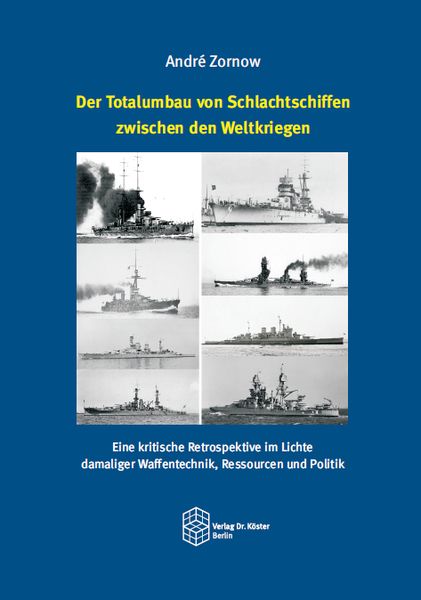 André Zornow
Der Totalumbau von Schlachtschiffen
zwischen den Weltkriegen
Eine kritische Retrospektive im Lichte
damaliger Waffentechnik, Ressourcen und Politik
Verlag Dr. Köster
Berlin